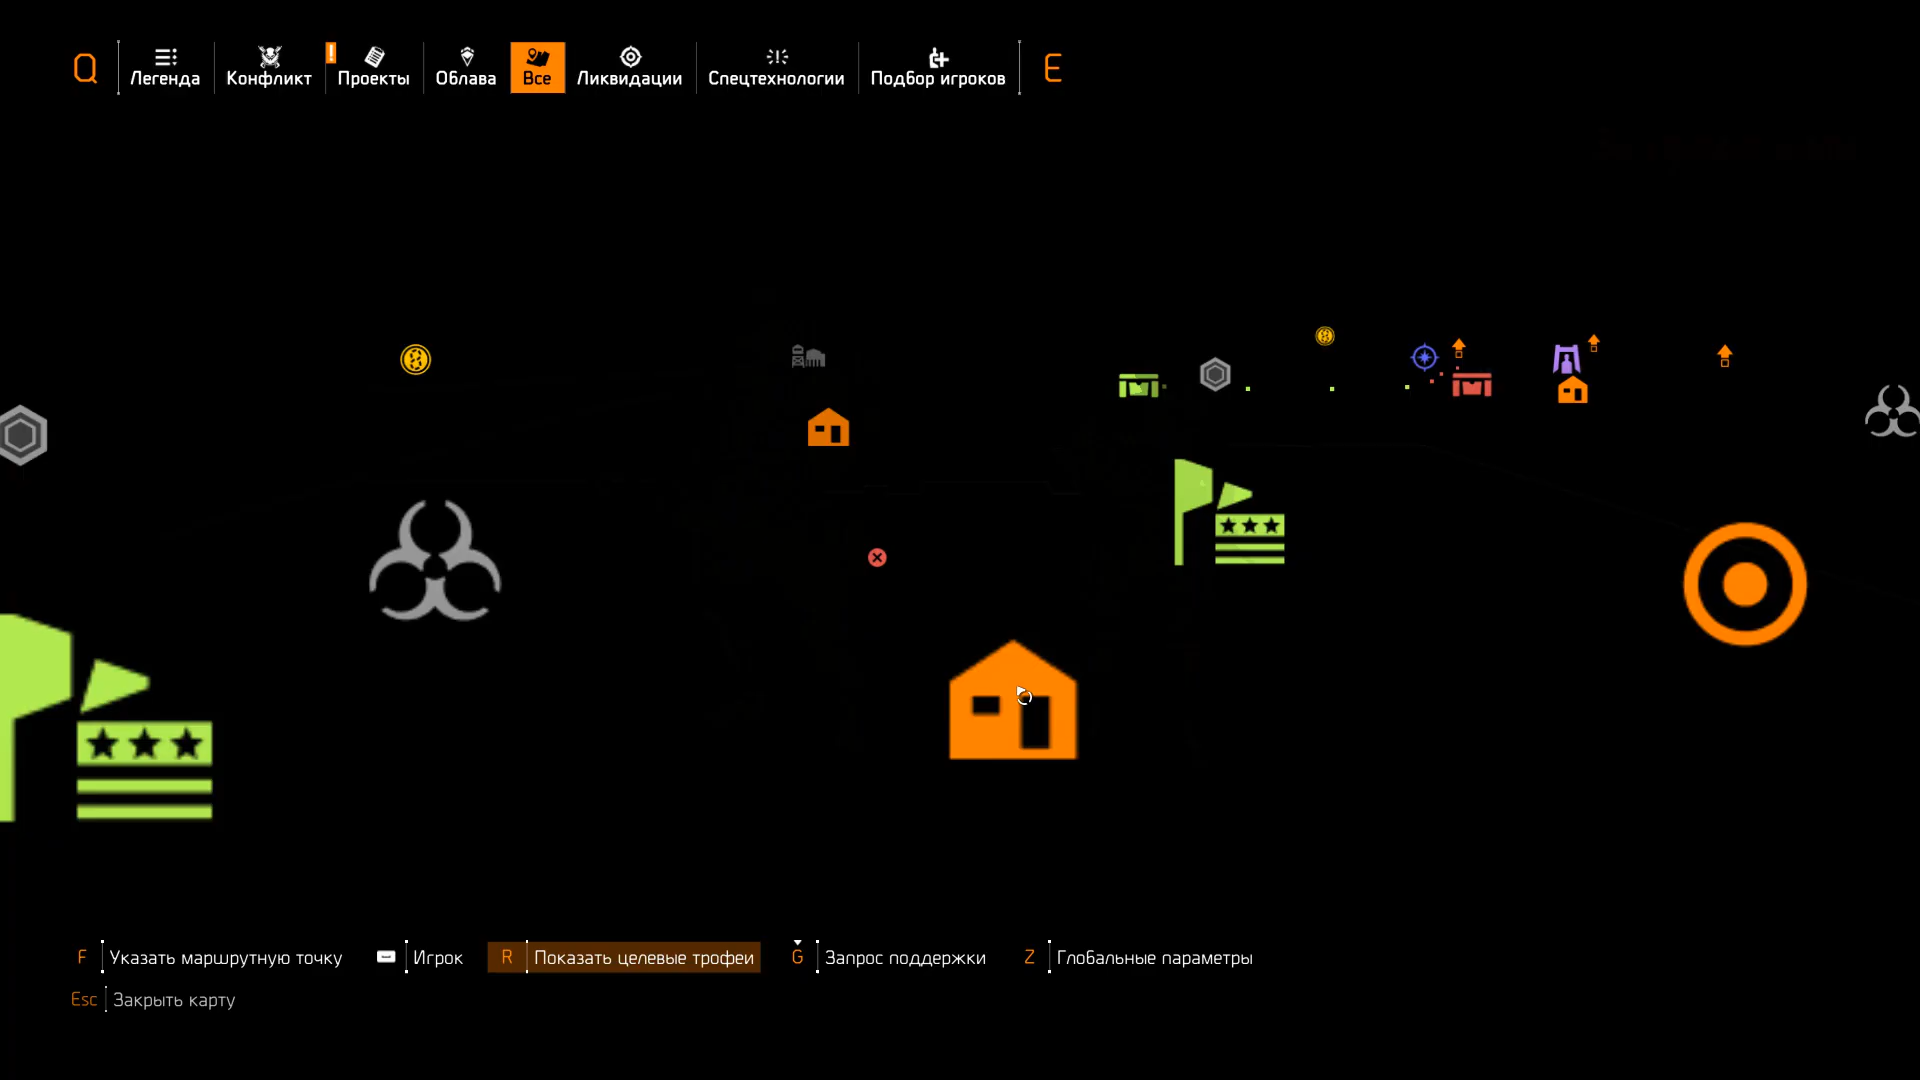 Q Легенда Конфликт ! Проекты Облава Все Ликвидации Спецтехнологии Подбор игроков E
F Указать маршрутную точку Игрок R Показать целевые трофеи G Запрос поддержки Z Глобальные параметры
Esc Закрыть карту